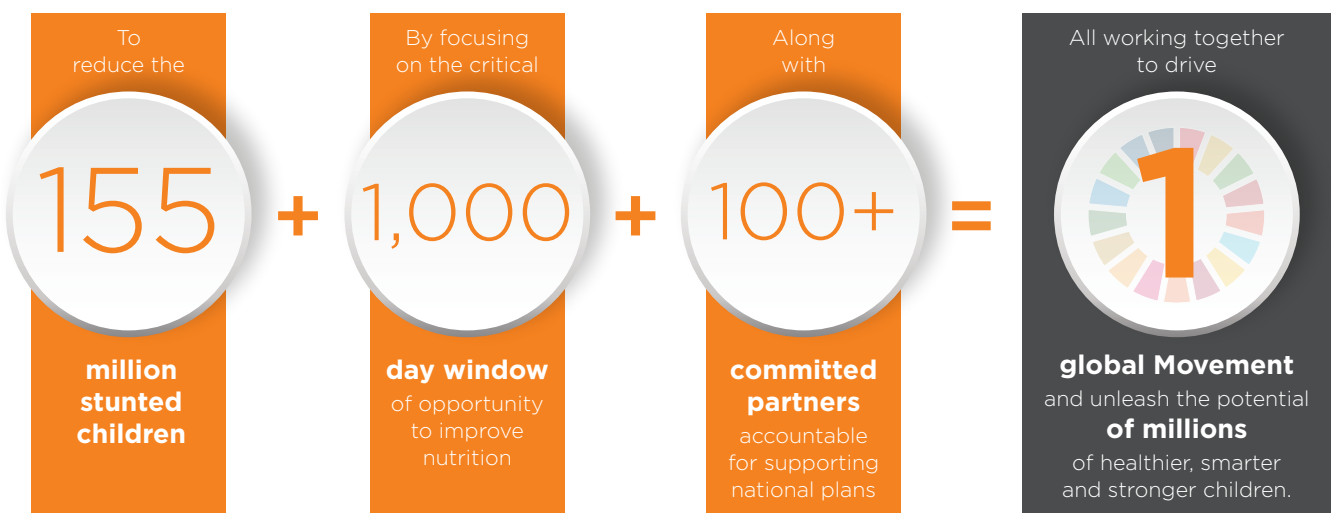 To
reduce the
155
million
stunted
children
+
By focusing
on the critical
1,000
day window
of opportunity
to improve
nutrition
+
Along
with
100+
committed
partners
accountable
for supporting
national plans
=
All working together
to drive
1
global Movement
and unleash the potential
of millions
of healthier, smarter
and stronger children.